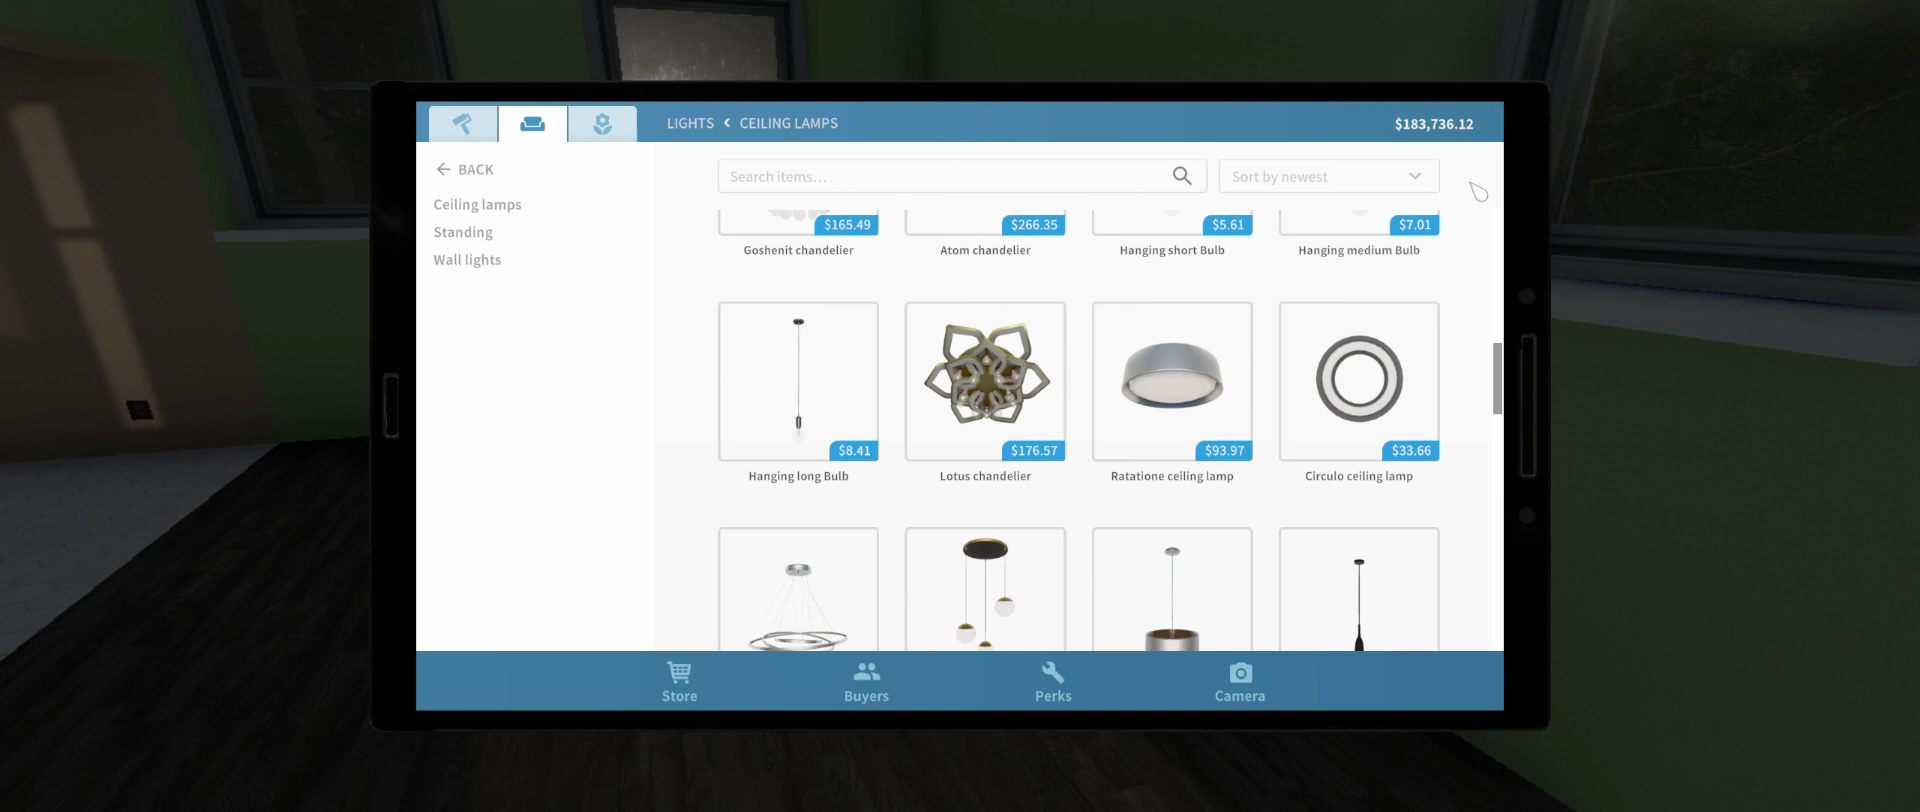 LIGHTS < CEILING LAMPS
$183,736.12
BACK
Search items...
Sort by newest
Ceiling lamps
Standing
Wall lights
$165.49
$266.35
$5.61
$7.01
Goshenit chandelier
Atom chandelier
Hanging short Bulb
Hanging medium Bulb
$8.41
$176.57
$93.97
$33.66
Hanging long Bulb
Lotus chandelier
Ratatione ceiling lamp
Circulo ceiling lamp
Store
Buyers
Perks
Camera